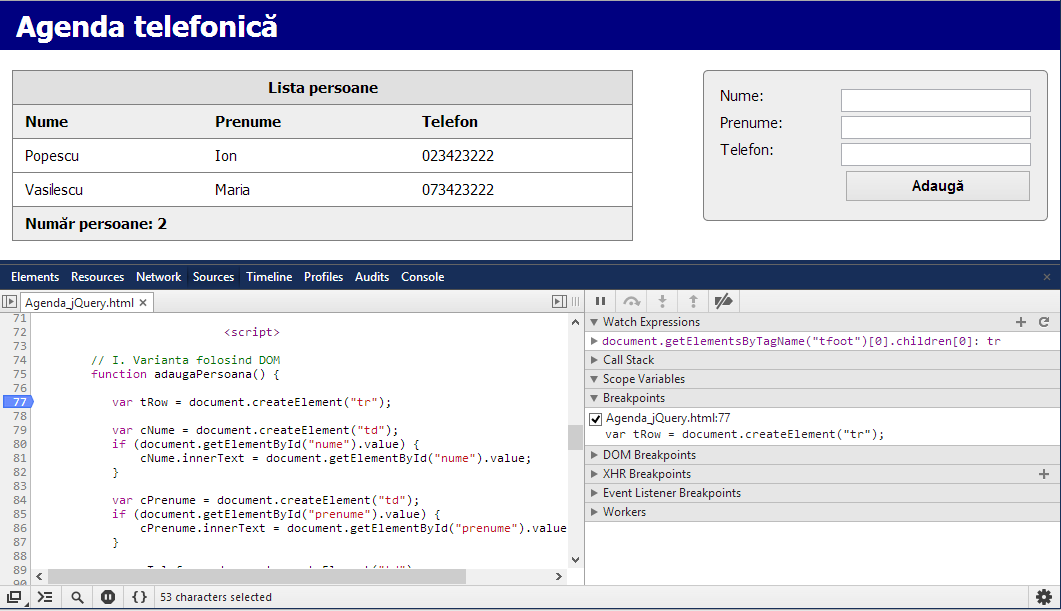 Agenda telefonică
Lista persoane
Nume Prenume Telefon
Popescu Ion 023423222
Vasilescu Maria 073423222
Număr persoane: 2
Nume:
Prenume:
Telefon:
Adaugă
Elements Resources Network Sources Timeline Profiles Audits Console
Agenda_jQuery.html
71
72 <script>
73
74 // I. Varianta folosind DOM
75 function adaugaPersoana() {
76
77 var tRow = document.createElement("tr");
78
79 var cNume = document.createElement("td");
80 if (document.getElementById("nume").value) {
81 cNume.innerText = document.getElementById("nume").value;
82 }
83
84 var cPrenume = document.createElement("td");
85 if (document.getElementById("prenume").value) {
86 cPrenume.innerText = document.getElementById("prenume").value
87 }
88
89
90
53 characters selected
Watch Expressions
document.getElementsByTagName("tfoot")[0].children[0]: tr
Call Stack
Scope Variables
Breakpoints
Agenda_jQuery.html:77
var tRow = document.createElement("tr");
DOM Breakpoints
XHR Breakpoints
Event Listener Breakpoints
Workers